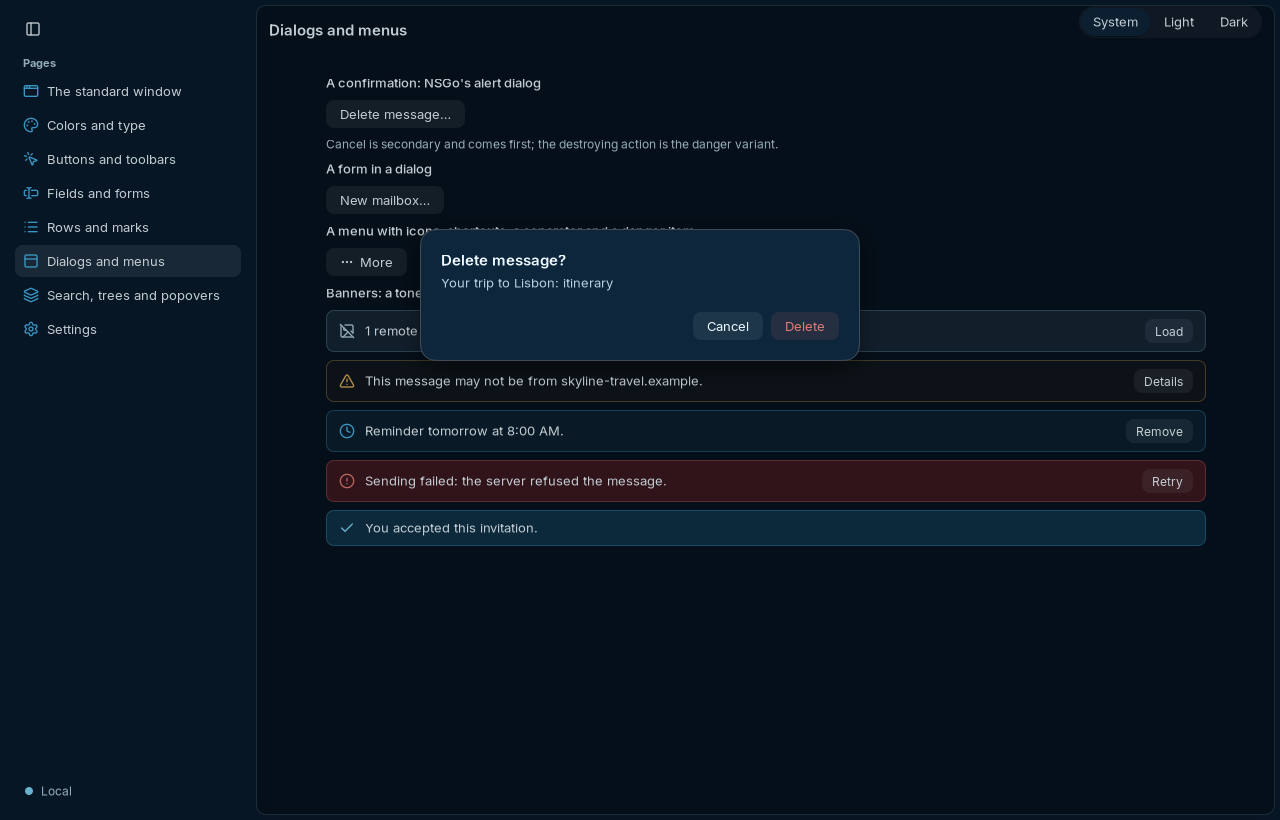 Dialogs and menus
System
Light
Dark
Pages
The standard window
Colors and type
Buttons and toolbars
Fields and forms
Rows and marks
Dialogs and menus
Search, trees and popovers
Settings
Local
A confirmation: NSGo's alert dialog
Delete message...
Cancel is secondary and comes first; the destroying action is the danger variant.
A form in a dialog
New mailbox...
A menu with
More
Banners: a tone
Delete message?
Your trip to Lisbon: itinerary
Cancel
Delete
1 remote
Load
This message may not be from skyline-travel.example.
Details
Reminder tomorrow at 8:00 AM.
Remove
Sending failed: the server refused the message.
Retry
You accepted this invitation.